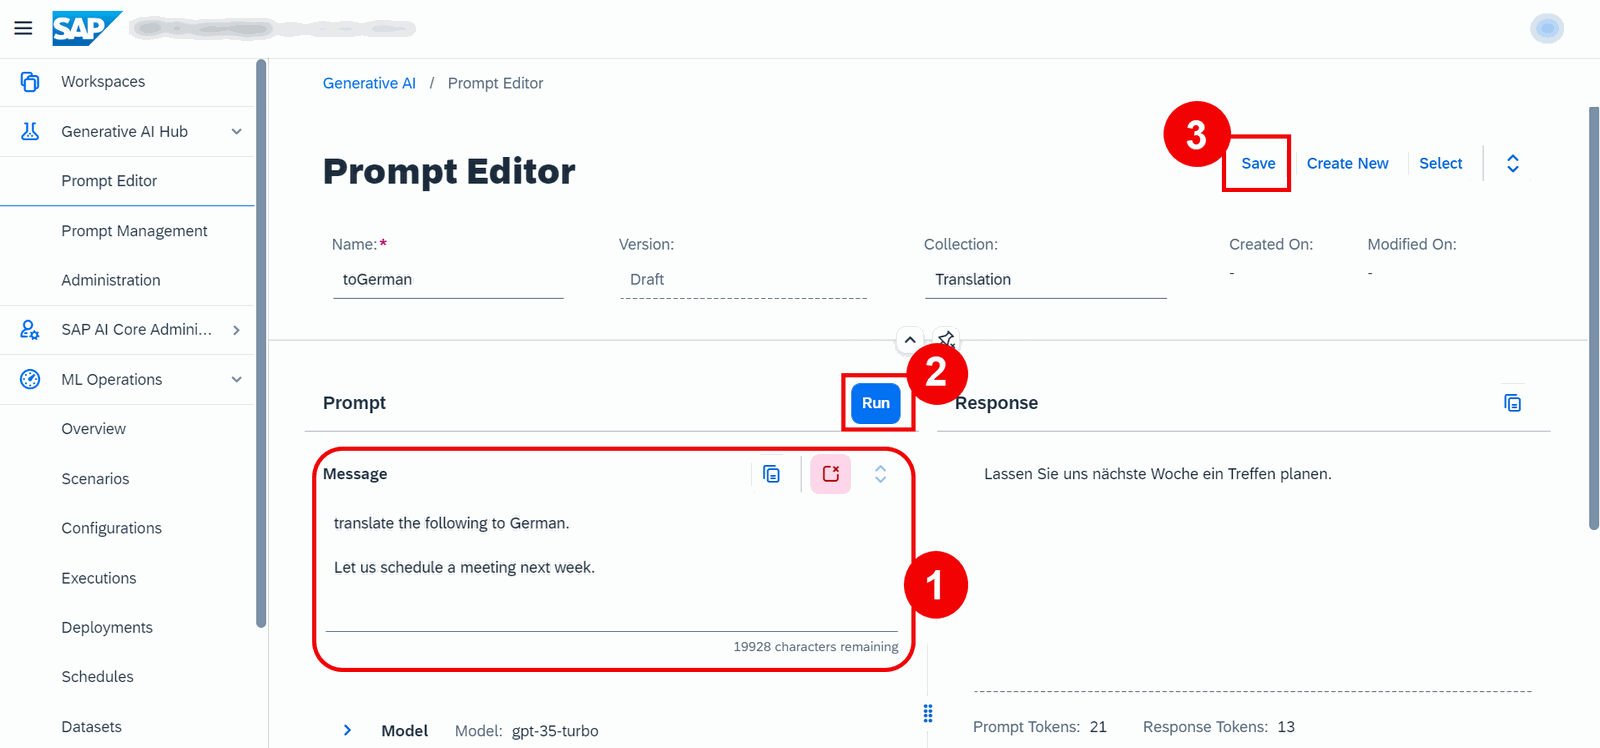 SAP
Workspaces
Generative AI Hub
Prompt Editor
Prompt Management
Administration
SAP AI Core Admini...
ML Operations
Overview
Scenarios
Configurations
Executions
Deployments
Schedules
Datasets
Generative AI / Prompt Editor
Prompt Editor
3
Save Create New Select
Name:* Version: Collection: Created On: Modified On:
toGerman Draft Translation - -
Prompt
Run
2
Response
Message
translate the following to German.
Let us schedule a meeting next week.
1
19928 characters remaining
Model Model: gpt-35-turbo
Lassen Sie uns nächste Woche ein Treffen planen.
Prompt Tokens: 21 Response Tokens: 13